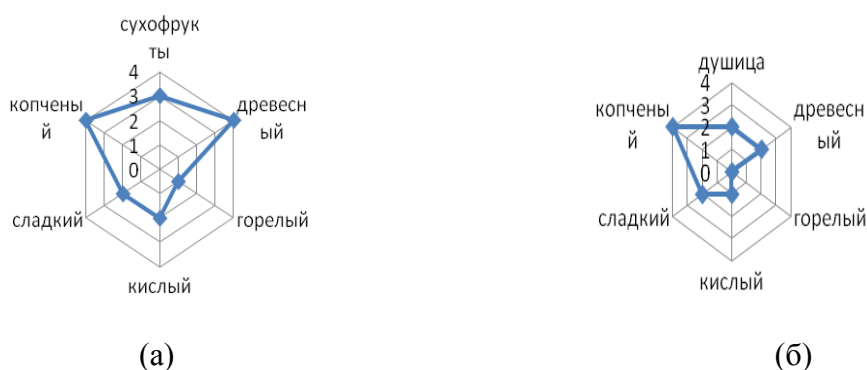 сухофрук
ты
4
3
2
1
0
копчены
й
древесн
ый
сладкий
горелый
кислый
(а)
душица
4
3
2
1
0
копчены
й
древесн
ый
сладкий
горелый
кислый
(б)